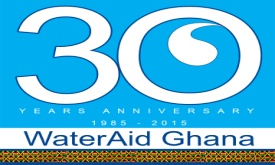 30
YEARS ANNIVERSARY
1985 - 2015
WaterAid Ghana